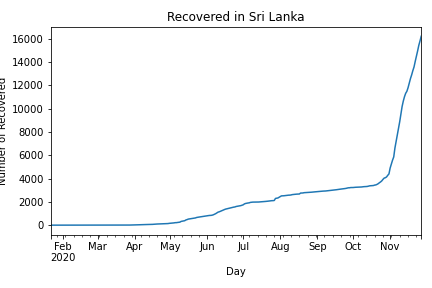 Recovered in Sri Lanka
Number of Recovered
16000
14000
12000
10000
8000
6000
4000
2000
0
Feb Mar Apr May Jun Jul Aug Sep Oct Nov
2020
Day